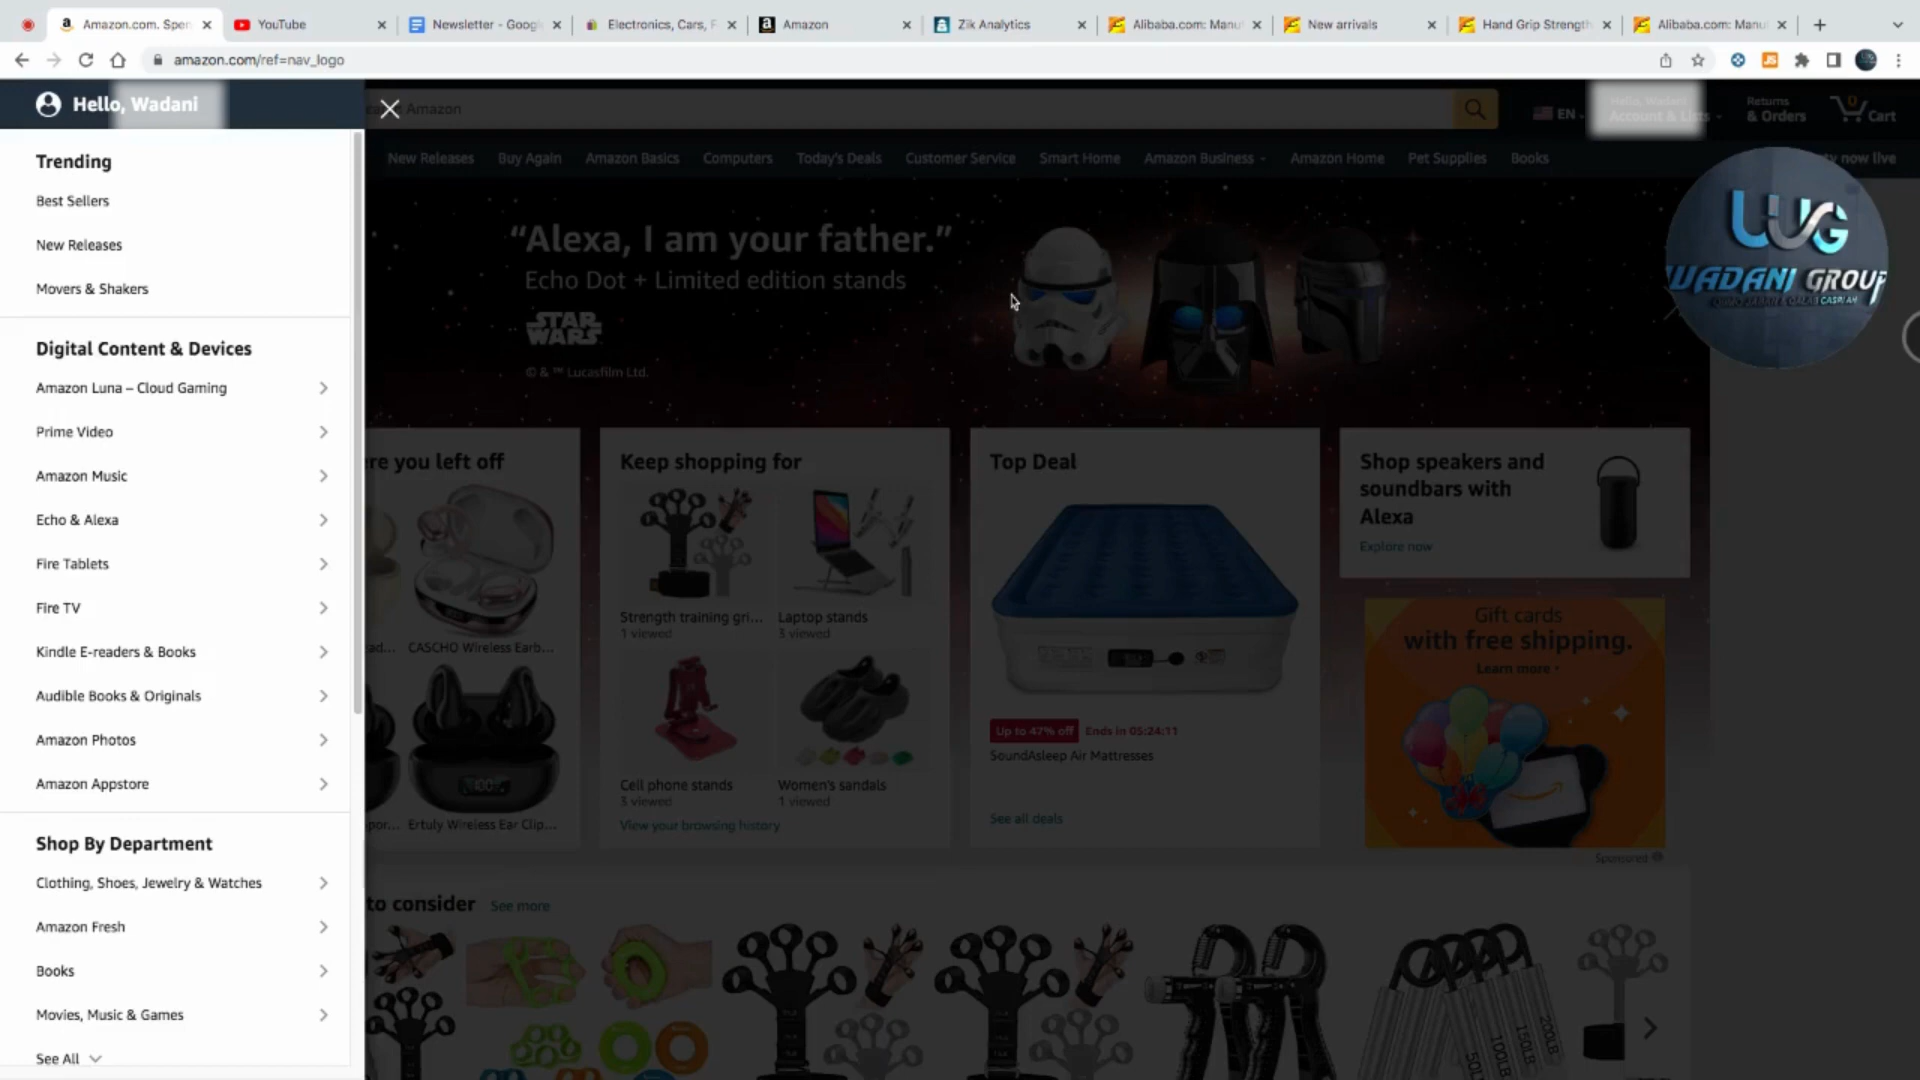 Amazon.com. Spen
YouTube
Newsletter - Googl
Electronics, Cars, F
Amazon
Zik Analytics
Alibaba.com: Manu
New arrivals
Hand Grip Strength
Alibaba.com: Manu
amazon.com/ref=nav_logo
Hello, Wadani
Amazon
EN
Hello, Wadani
Account & Lists
Returns
& Orders
0
Cart
New Releases
Buy Again
Amazon Basics
Computers
Today's Deals
Customer Service
Smart Home
Amazon Business
Amazon Home
Pet Supplies
Books
now live
Trending
Best Sellers
New Releases
Movers & Shakers
Digital Content & Devices
Amazon Luna – Cloud Gaming
Prime Video
Amazon Music
Echo & Alexa
Fire Tablets
Fire TV
Kindle E-readers & Books
Audible Books & Originals
Amazon Photos
Amazon Appstore
Shop By Department
Clothing, Shoes, Jewelry & Watches
Amazon Fresh
Books
Movies, Music & Games
See All
“Alexa, I am your father.”
Echo Dot + Limited edition stands
STAR
WARS
© & ™ Lucasfilm Ltd.
WG
WADANI GROUP
re you left off
CASCHO Wireless Earb...
Ertuly Wireless Ear Clip...
Keep shopping for
Strength training gri...
1 viewed
Laptop stands
3 viewed
Cell phone stands
3 viewed
Women's sandals
1 viewed
View your browsing history
Top Deal
Up to 47% off
Ends in 05:24:11
SoundAsleep Air Mattresses
See all deals
Shop speakers and
soundbars with
Alexa
Explore now
Gift cards
with free shipping.
Learn more
Sponsored
to consider
See more
50L
100LB
150LB
200LB